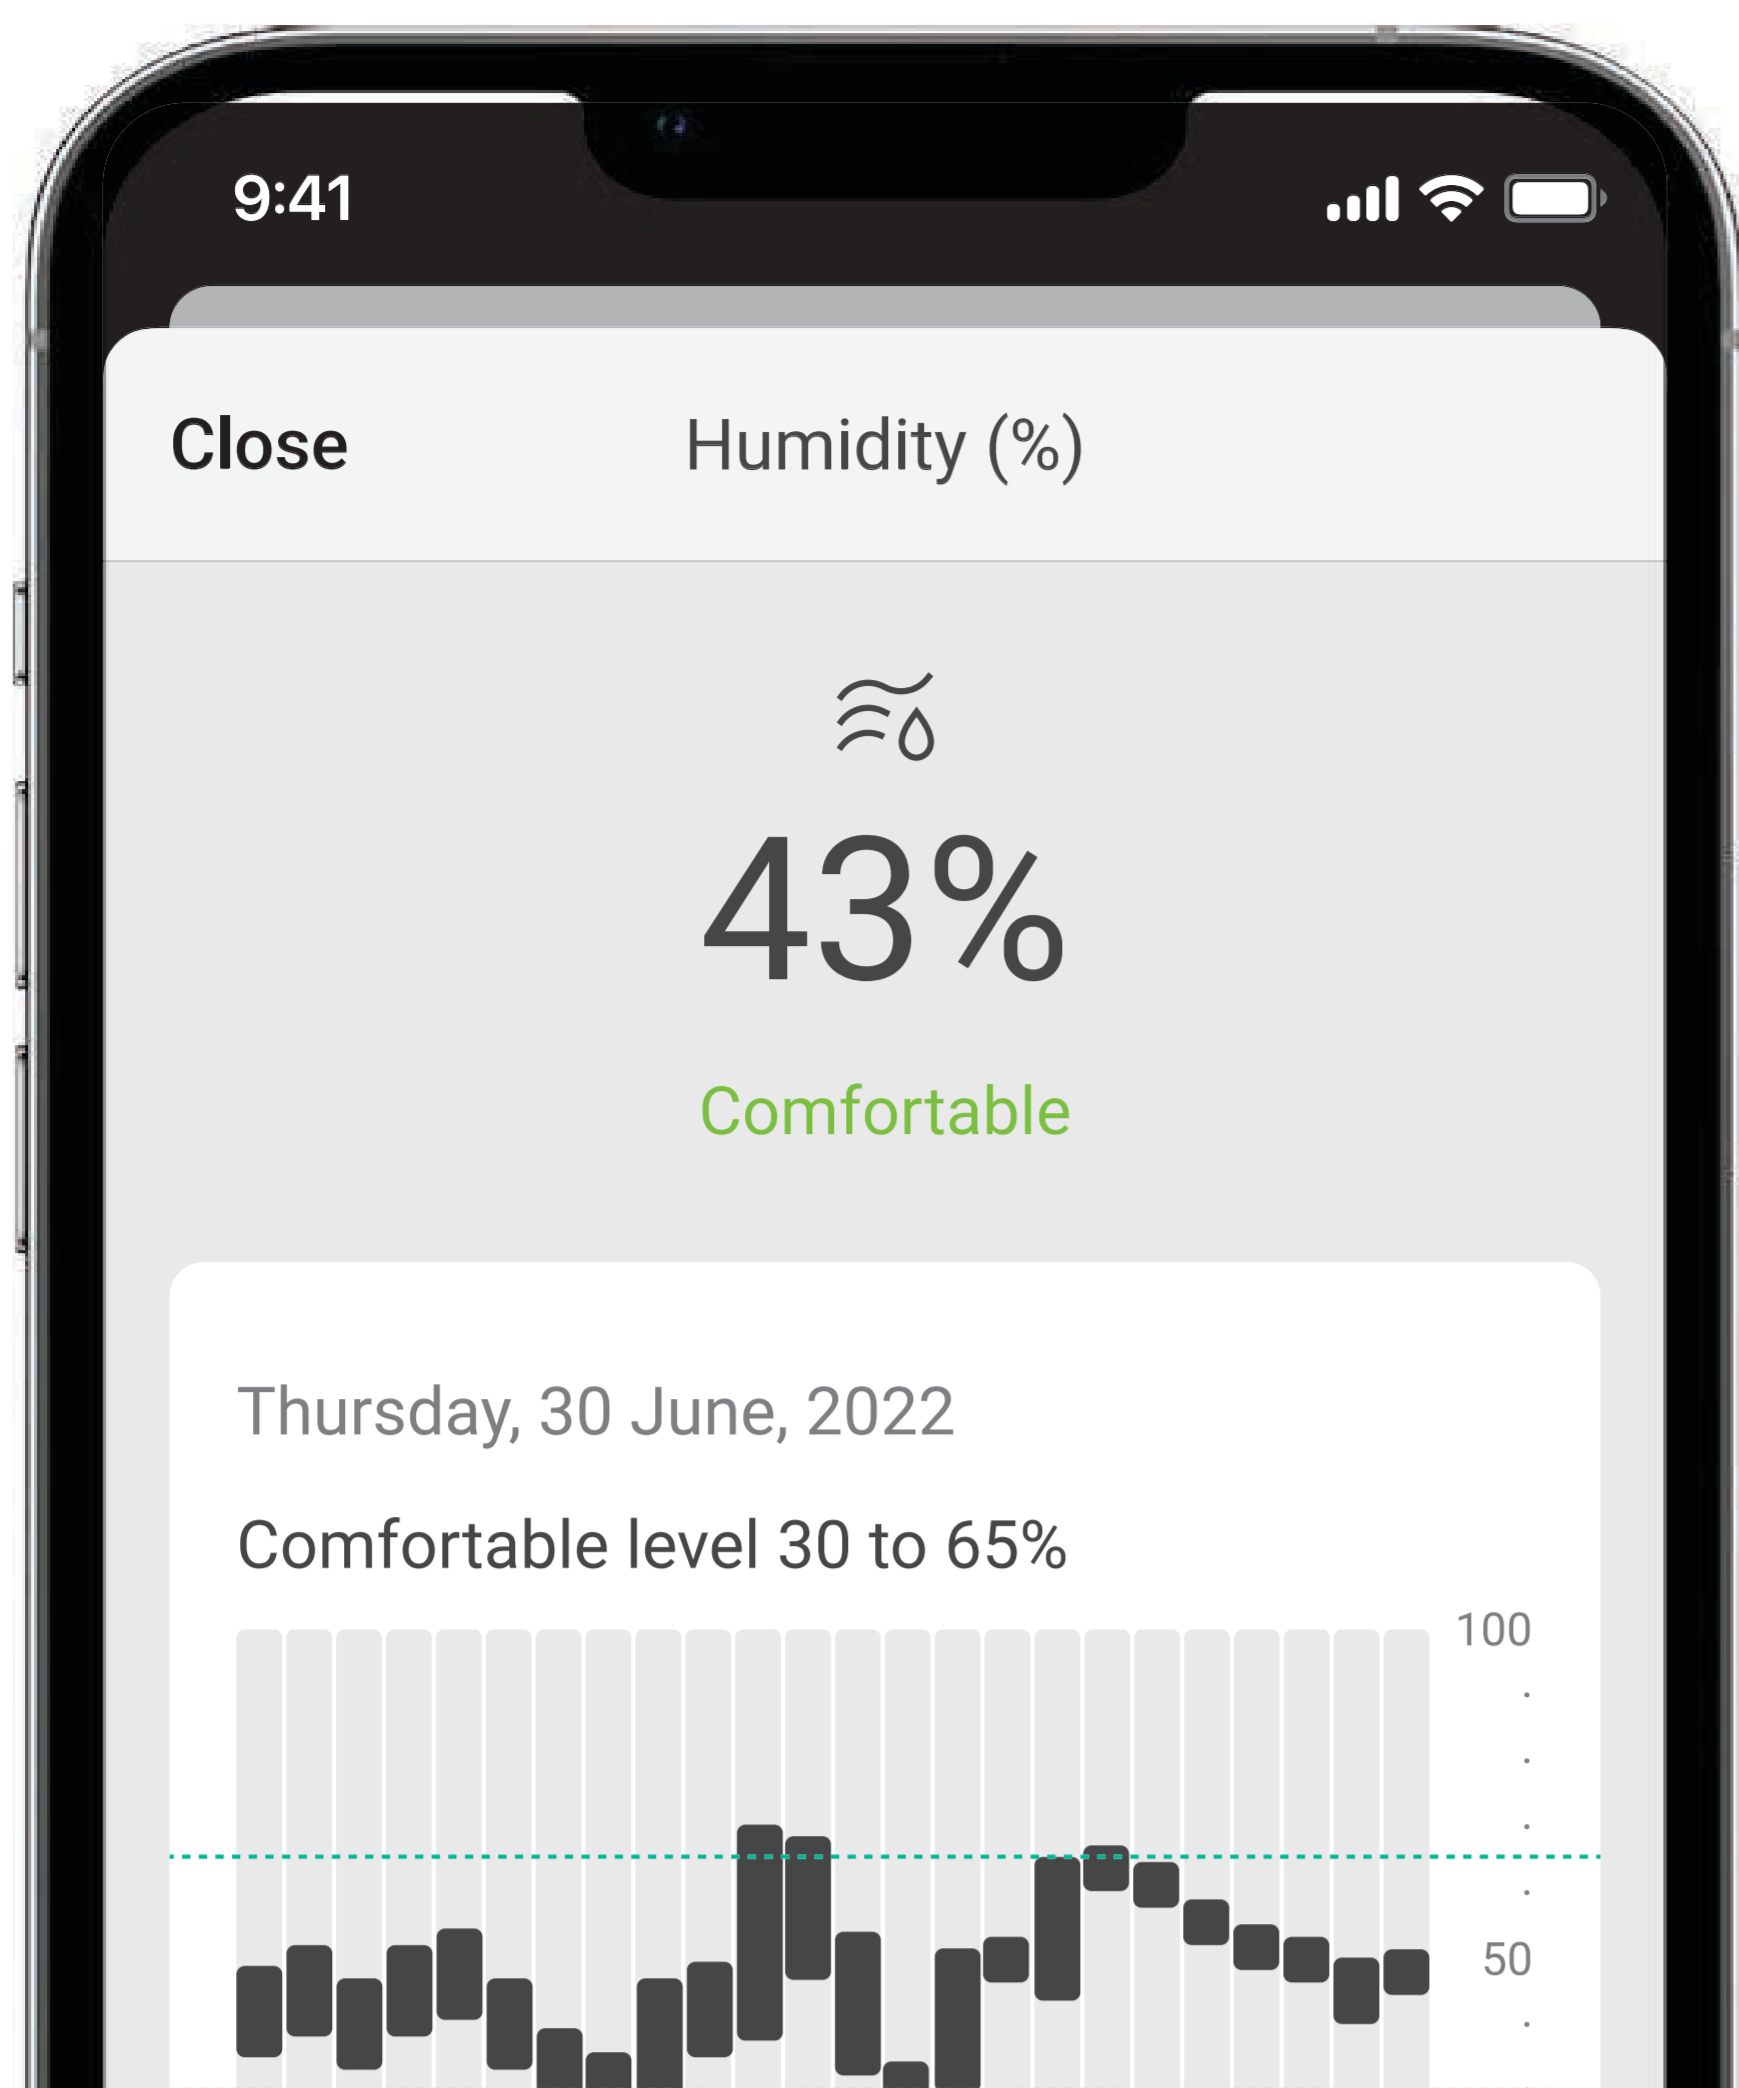 9:41
Close
Humidity (%)
43%
Comfortable
Thursday, 30 June, 2022
Comfortable level 30 to 65%
100
50